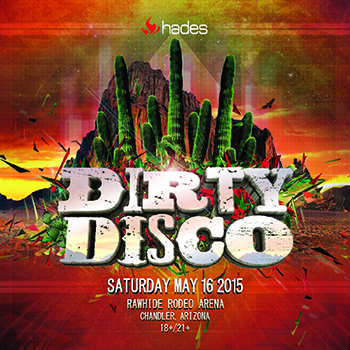 hades
DIRTY
DISCO
SATURDAY MAY 16 2015
RAWHIDE RODEO ARENA
CHANDLER, ARIZONA
18+/21+